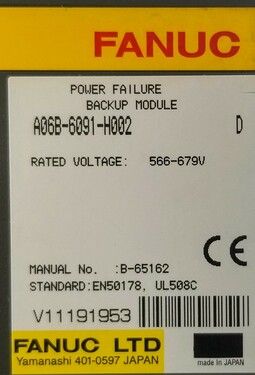 FANUC
POWER FAILURE
BACKUP MODULE
A06B-6091-H002 D
RATED VOLTAGE: 566-679V
CE
MANUAL No. :B-65162
STANDARD:EN50178, UL508C
V11191953
FANUC LTD
Yamanashi 401-0597 JAPAN
made in JAPAN